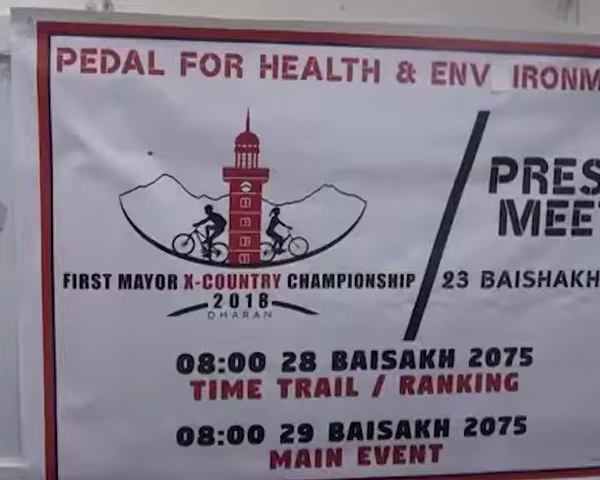 PEDAL FOR HEALTH & ENV IRONM
PRES
MEET
FIRST MAYOR X-COUNTRY CHAMPIONSHIP
2018
DHARAN
23 BAISHAKH
08:00 28 BAISAKH 2075
TIME TRAIL / RANKING
08:00 29 BAISAKH 2075
MAIN EVENT